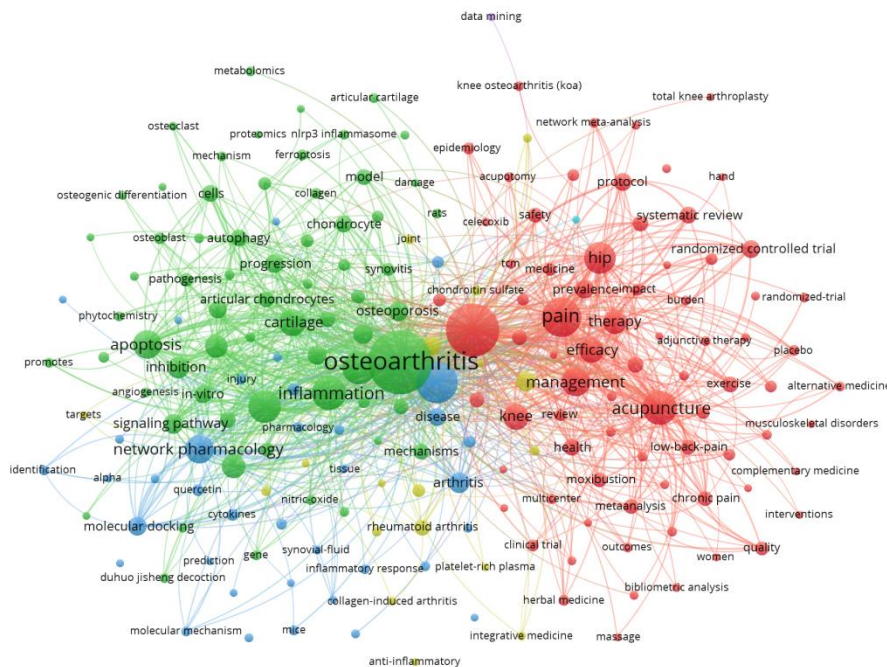 data mining
metabolomics
articular cartilage
knee osteoarthritis (koa)
total knee arthroplasty
osteoclast
proteomics
nlrp3 inflammasome
network meta-analysis
epidemiology
mechanism
ferroptosis
model
damage
acupotomy
protocol
hand
osteogenic differentiation
cells
collagen
rats
celecoxib
safety
systematic review
osteoblast
autophagy
chondrocyte
joint
randomized controlled trial
hip
pathogenesis
progression
synovitis
tcm
medicine
chondroitin sulfate
prevalence
impact
burden
randomized-trial
phytochemistry
articular chondrocytes
osteoporosis
cartilage
pain
therapy
adjunctive therapy
placebo
apoptosis
promotes
inhibition
osteoarthritis
efficacy
angiogenesis
in-vitro
injury
inflammation
management
exercise
alternative medicine
targets
signaling pathway
pharmacology
disease
knee
review
acupuncture
musculoskeletal disorders
network pharmacology
mechanisms
health
low-back-pain
identification
alpha
tissue
arthritis
moxibustion
chronic pain
complementary medicine
quercetin
nitric-oxide
multicenter
metaanalysis
molecular docking
cytokines
rheumatoid arthritis
interventions
prediction
gene
synovial-fluid
clinical trial
outcomes
women
quality
duhuo jisheng decoction
inflammatory response
platelet-rich plasma
bibliometric analysis
collagen-induced arthritis
herbal medicine
molecular mechanism
mice
integrative medicine
massage
anti-inflammatory